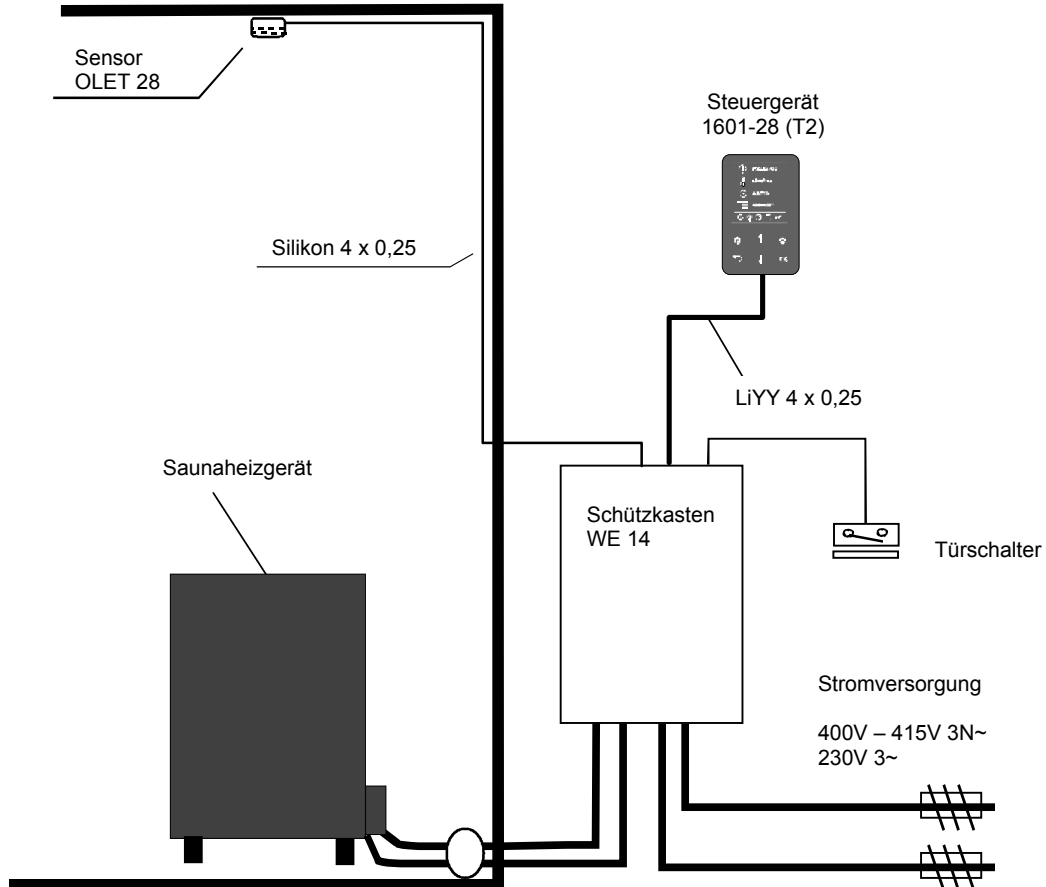 Sensor
OLET 28
Steuergerät
1601-28 (T2)
Silikon 4 x 0,25
LiYY 4 x 0,25
Saunaheizgerät
Schützkasten
WE 14
Türschalter
Stromversorgung
400V – 415V 3N~
230V 3~